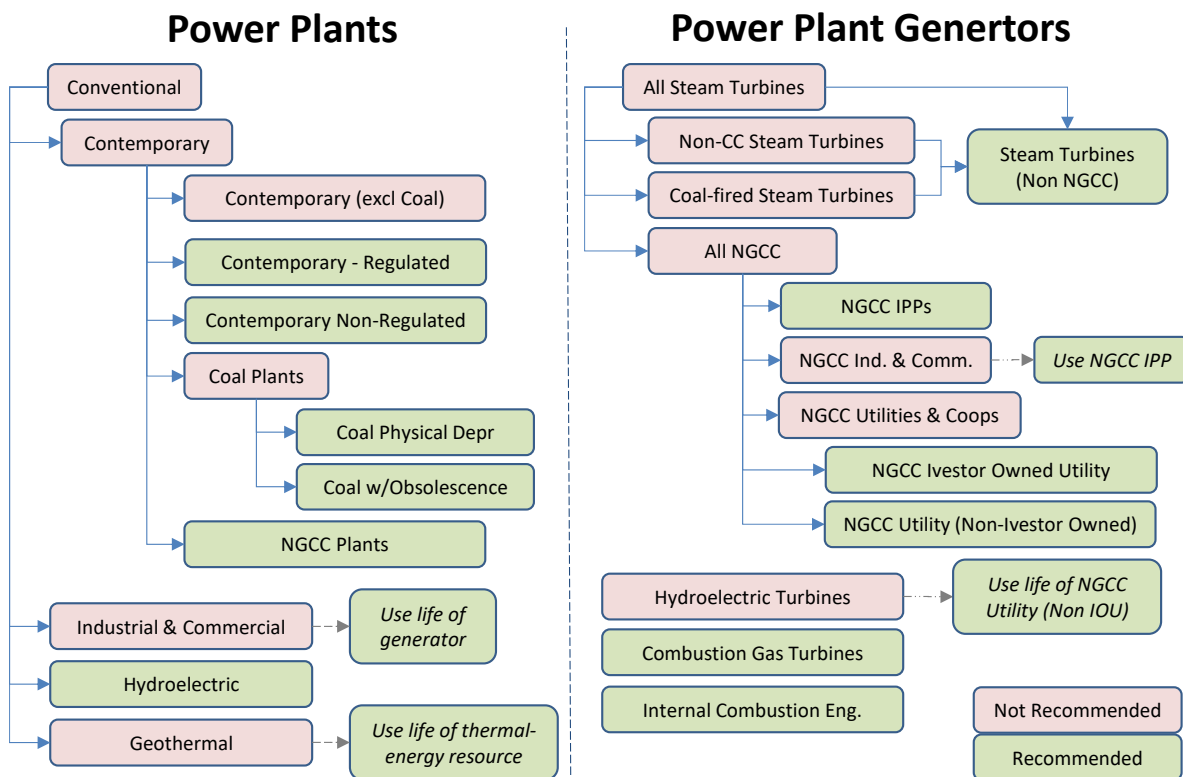 Power Plants
Conventional
Contemporary
Contemporary (excl Coal)
Contemporary - Regulated
Contemporary Non-Regulated
Coal Plants
Coal Physical Depr
Coal w/Obsolescence
NGCC Plants
Industrial & Commercial
Use life of
generator
Hydroelectric
Geothermal
Use life of thermal-
energy resource
Power Plant Genertors
All Steam Turbines
Non-CC Steam Turbines
Steam Turbines
(Non NGCC)
Coal-fired Steam Turbines
All NGCC
NGCC IPPs
NGCC Ind. & Comm.
Use NGCC IPP
NGCC Utilities & Coops
NGCC Ivestor Owned Utility
NGCC Utility (Non-Ivestor Owned)
Hydroelectric Turbines
Use life of NGCC
Utility (Non IOU)
Combustion Gas Turbines
Internal Combustion Eng.
Not Recommended
Recommended